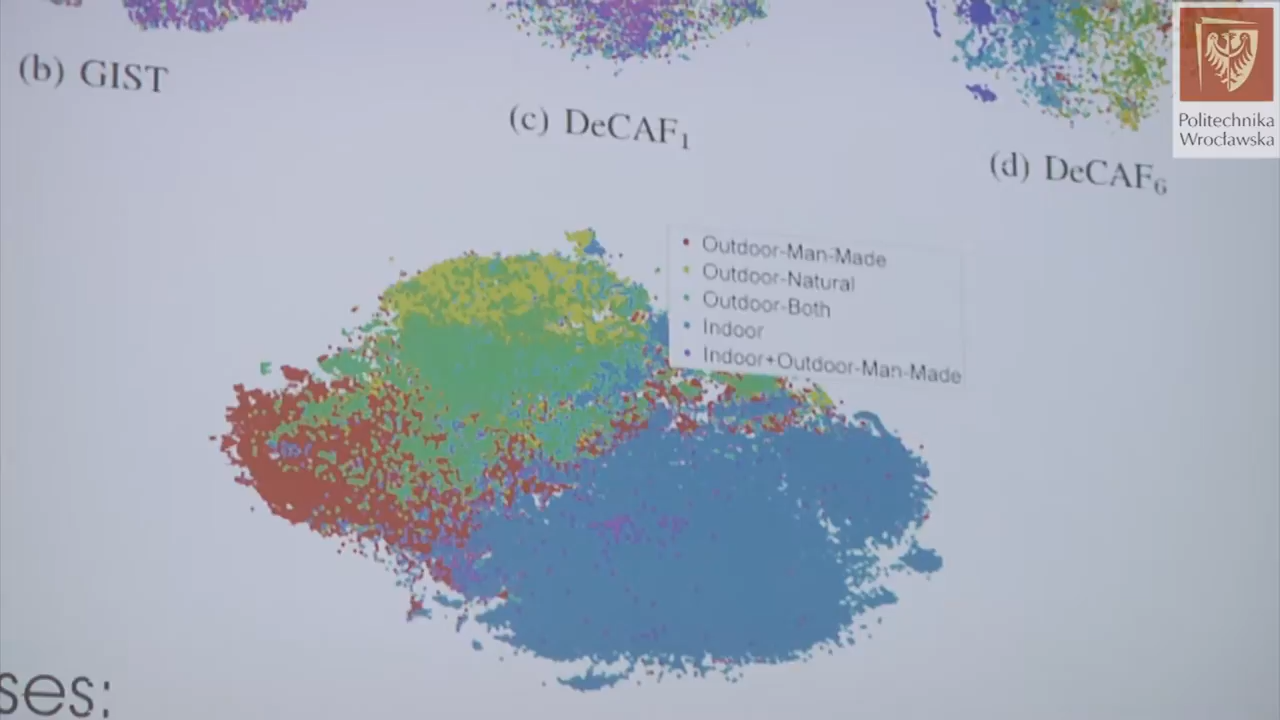 (b) GIST
(c) DeCAF₁
(d) DeCAF₆
Politechnika
Wrocławska
Outdoor-Man-Made
Outdoor-Natural
Outdoor-Both
Indoor
Indoor+Outdoor-Man-Made
ses: